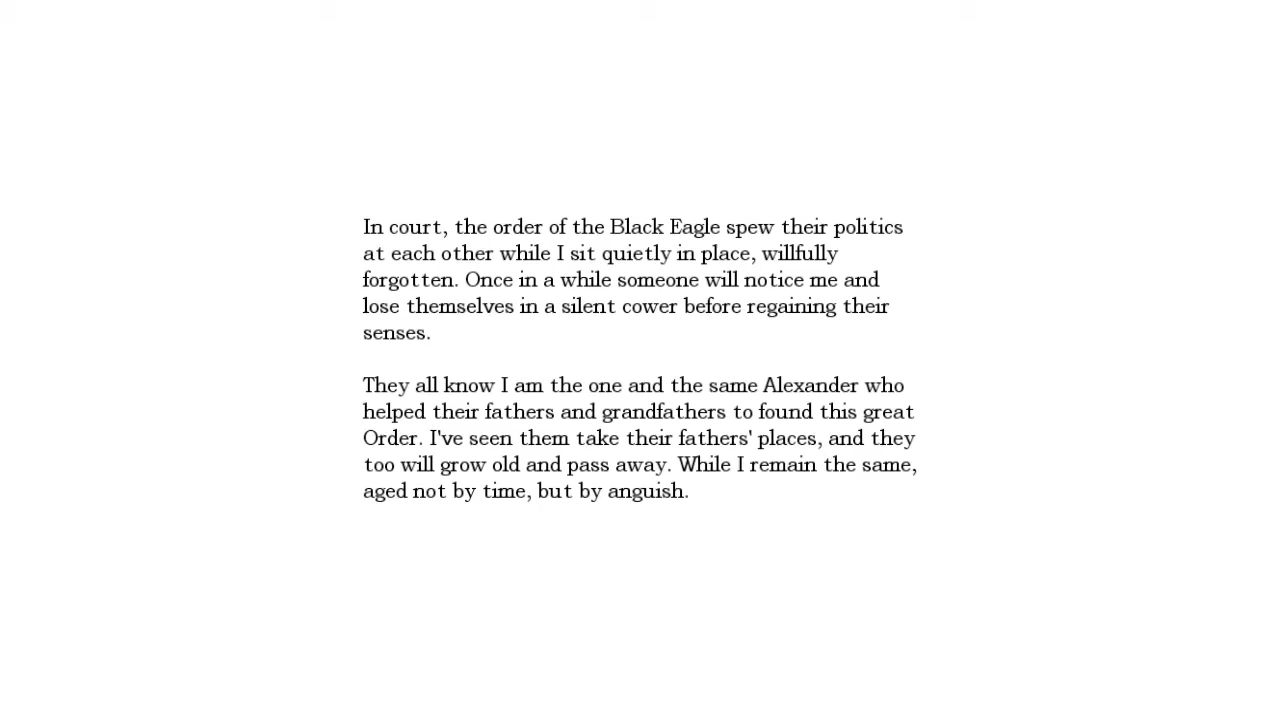 In court, the order of the Black Eagle spew their politics
at each other while I sit quietly in place, willfully
forgotten. Once in a while someone will notice me and
lose themselves in a silent cower before regaining their
senses.
They all know I am the one and the same Alexander who
helped their fathers and grandfathers to found this great
Order. I've seen them take their fathers' places, and they
too will grow old and pass away. While I remain the same,
aged not by time, but by anguish.